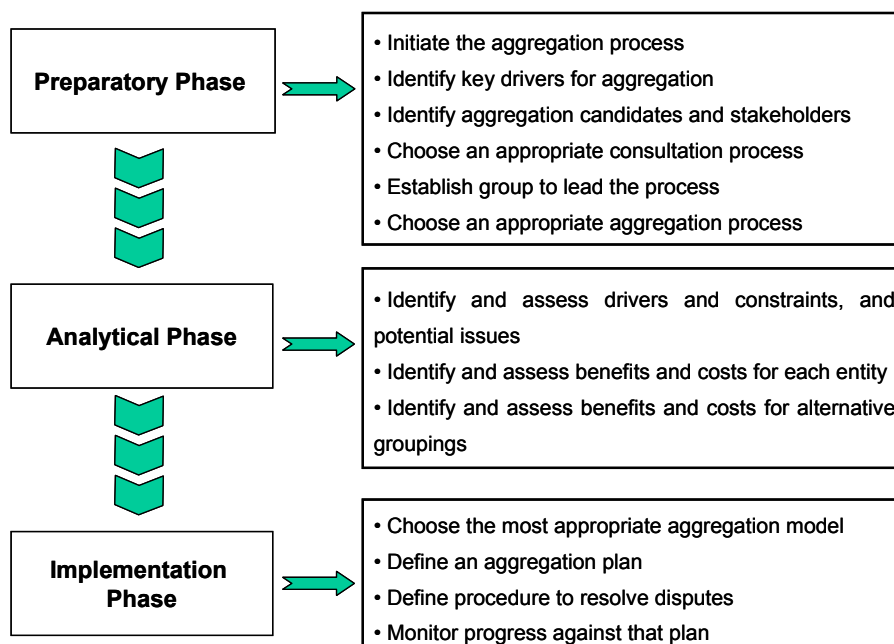 Preparatory Phase
• Initiate the aggregation process
• Identify key drivers for aggregation
• Identify aggregation candidates and stakeholders
• Choose an appropriate consultation process
• Establish group to lead the process
• Choose an appropriate aggregation process
Analytical Phase
• Identify and assess drivers and constraints, and
potential issues
• Identify and assess benefits and costs for each entity
• Identify and assess benefits and costs for alternative
groupings
Implementation
Phase
• Choose the most appropriate aggregation model
• Define an aggregation plan
• Define procedure to resolve disputes
• Monitor progress against that plan